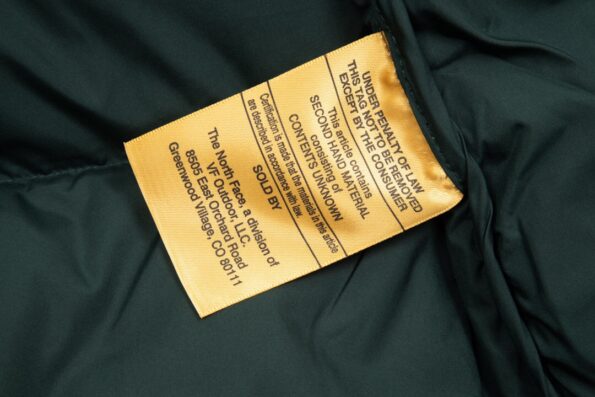 UNDER PENALTY OF LAW
THIS TAG NOT TO BE REMOVED
EXCEPT BY THE CONSUMER
This article contains
SECOND HAND MATERIAL
consisting of
CONTENTS UNKNOWN
Certification is made that the materials in this article
are described in accordance with law.
SOLD BY
The North Face, a division of
VF Outdoor, LLC.
8505 East Orchard Road
Greenwood Village, CO 80111